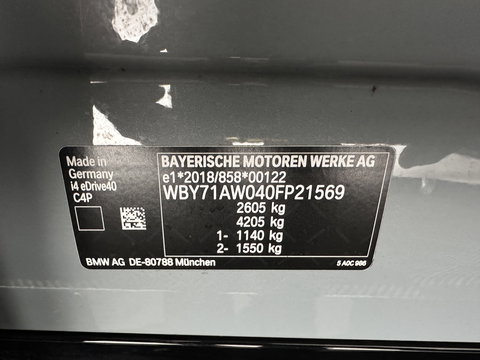 Made in
Germany
i4 eDrive40
C4P
BAYERISCHE MOTOREN WERKE AG
e1*2018/858*00122
WBY71AW040FP21569
2605 kg
4205 kg
1- 1140 kg
2- 1550 kg
BMW AG DE-80788 München
5 A0C 986